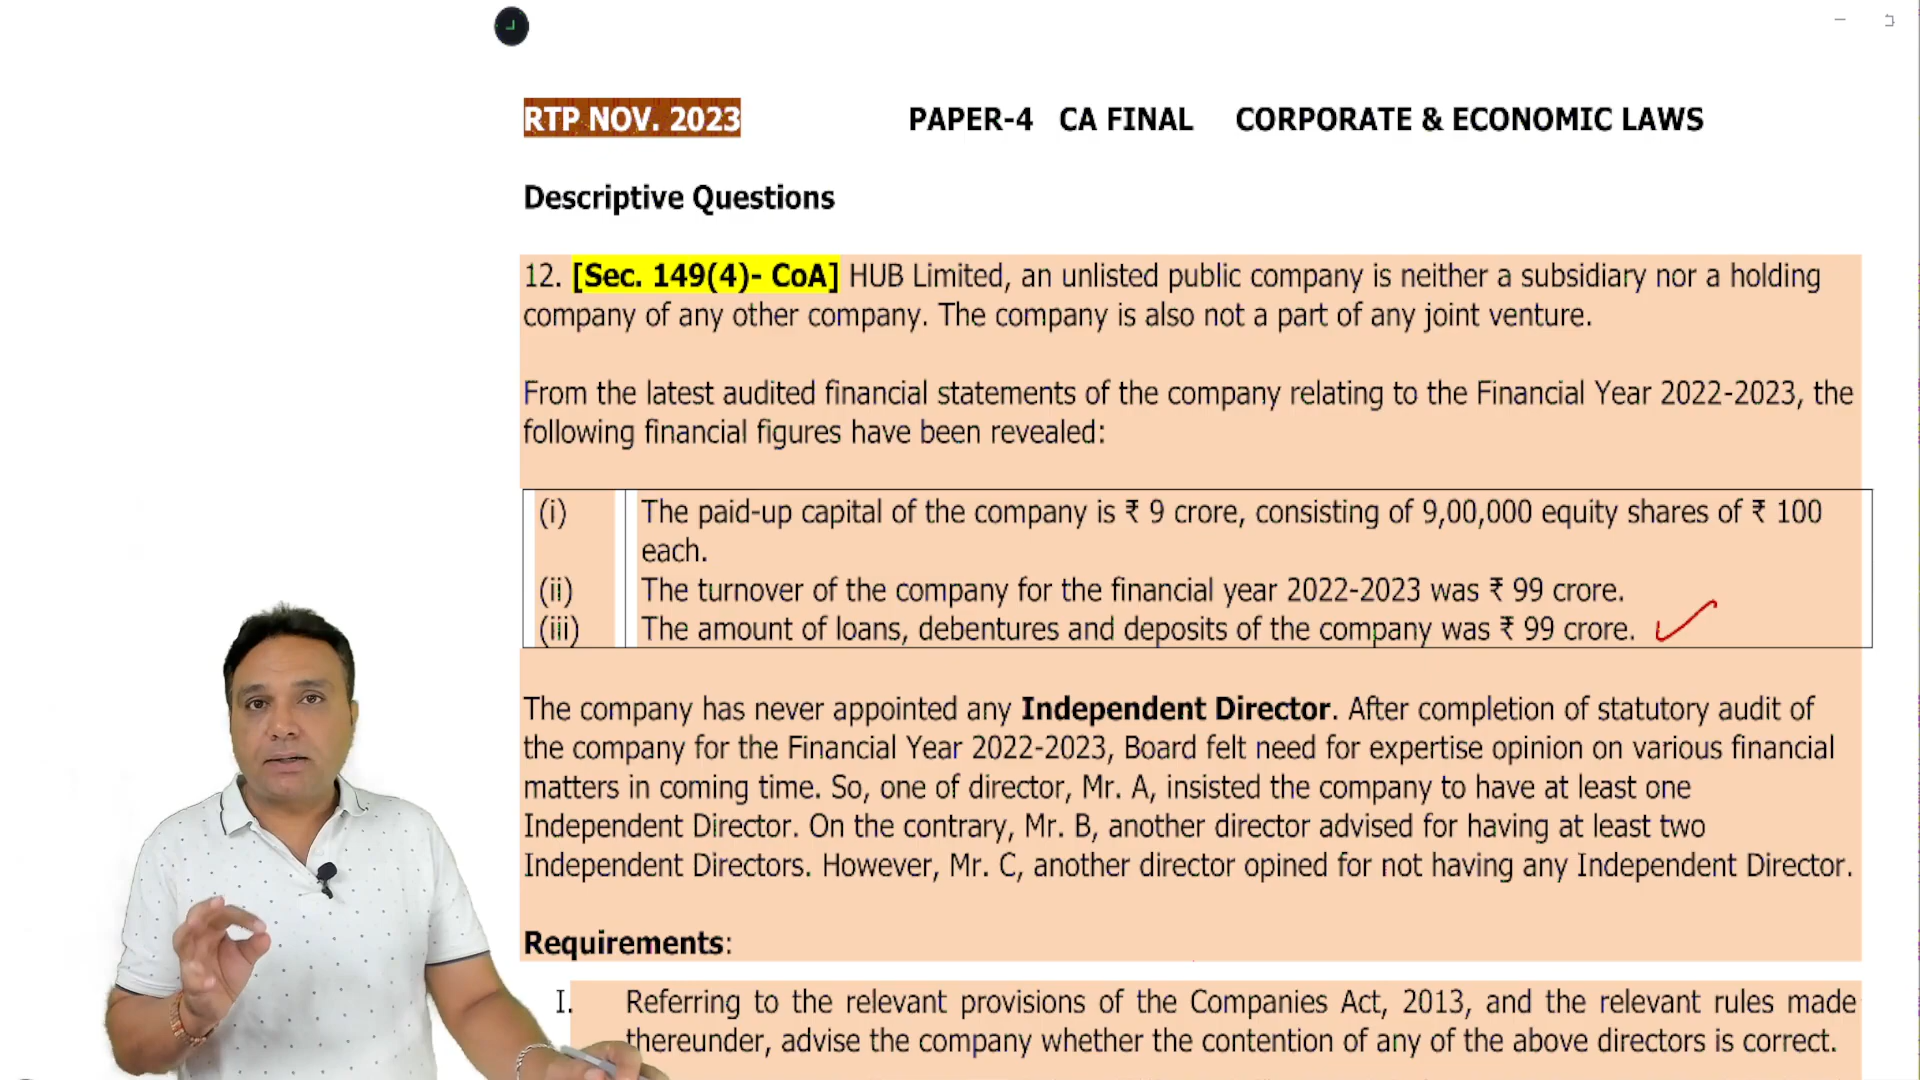 RTP NOV. 2023 PAPER-4 CA FINAL CORPORATE & ECONOMIC LAWS
Descriptive Questions
12. [Sec. 149(4)- CoA] HUB Limited, an unlisted public company is neither a subsidiary nor a holding
company of any other company. The company is also not a part of any joint venture.
From the latest audited financial statements of the company relating to the Financial Year 2022-2023, the
following financial figures have been revealed:
(i) The paid-up capital of the company is ₹ 9 crore, consisting of 9,00,000 equity shares of ₹ 100
each.
(ii) The turnover of the company for the financial year 2022-2023 was ₹ 99 crore.
(iii) The amount of loans, debentures and deposits of the company was ₹ 99 crore.
The company has never appointed any Independent Director. After completion of statutory audit of
the company for the Financial Year 2022-2023, Board felt need for expertise opinion on various financial
matters in coming time. So, one of director, Mr. A, insisted the company to have at least one
Independent Director. On the contrary, Mr. B, another director advised for having at least two
Independent Directors. However, Mr. C, another director opined for not having any Independent Director.
Requirements:
I. Referring to the relevant provisions of the Companies Act, 2013, and the relevant rules made
thereunder, advise the company whether the contention of any of the above directors is correct.